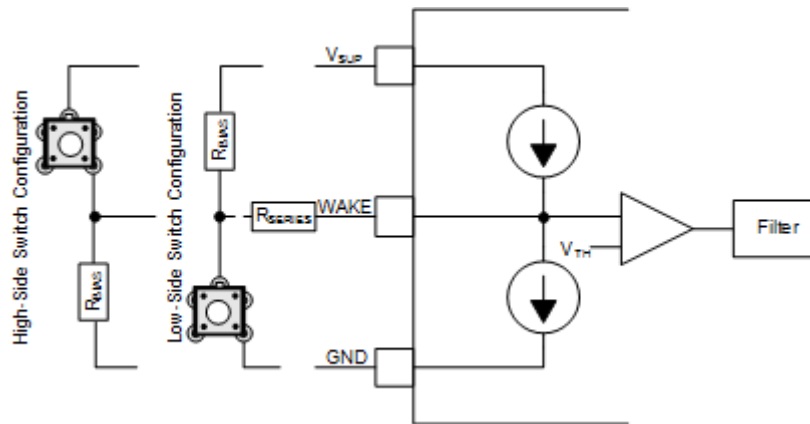 High-Side Switch Configuration
RBIAS
Low-Side Switch Configuration
RBIAS
RSERIES
VSUP
WAKE
GND
VTH
Filter